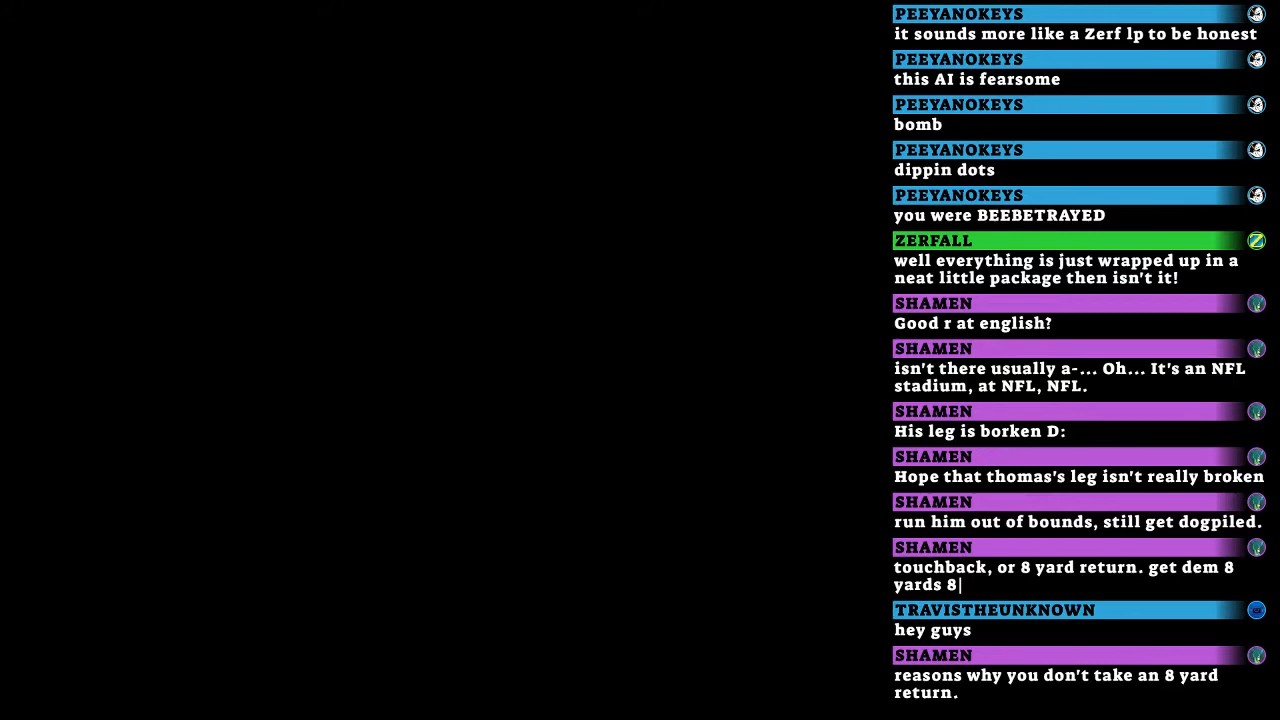 PEEYANOKEYS
it sounds more like a Zerf lp to be honest
PEEYANOKEYS
this AI is fearsome
PEEYANOKEYS
bomb
PEEYANOKEYS
dippin dots
PEEYANOKEYS
you were BEEBETRAYED
ZERFALL
Z
well everything is just wrapped up in a
neat little package then isn't it!
SHAMEN
Good r at english?
SHAMEN
isn't there usually a-... Oh... It's an NFL
stadium, at NFL, NFL.
SHAMEN
His leg is borken D:
SHAMEN
Hope that thomas's leg isn't really broken
SHAMEN
run him out of bounds, still get dogpiled.
SHAMEN
touchback, or 8 yard return. get dem 8
yards 8|
TRAVISTHEUNKNOWN
hey guys
SHAMEN
reasons why you don't take an 8 yard
return.